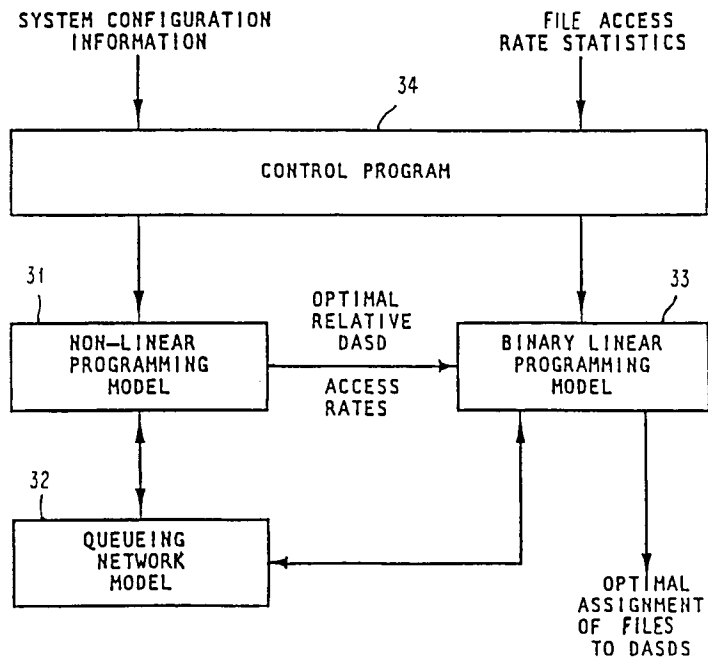 SYSTEM CONFIGURATION
INFORMATION
FILE ACCESS
RATE STATISTICS
34
CONTROL PROGRAM
31
NON-LINEAR
PROGRAMMING
MODEL
OPTIMAL
RELATIVE
DASD
ACCESS
RATES
33
BINARY LINEAR
PROGRAMMING
MODEL
32
QUEUEING
NETWORK
MODEL
OPTIMAL
ASSIGNMENT
OF FILES
TO DASDS